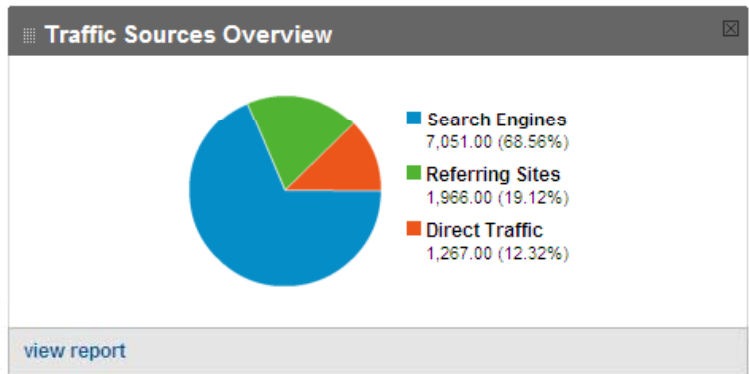 Traffic Sources Overview
Search Engines
7,051.00 (68.56%)
Referring Sites
1,966.00 (19.12%)
Direct Traffic
1,267.00 (12.32%)
view report